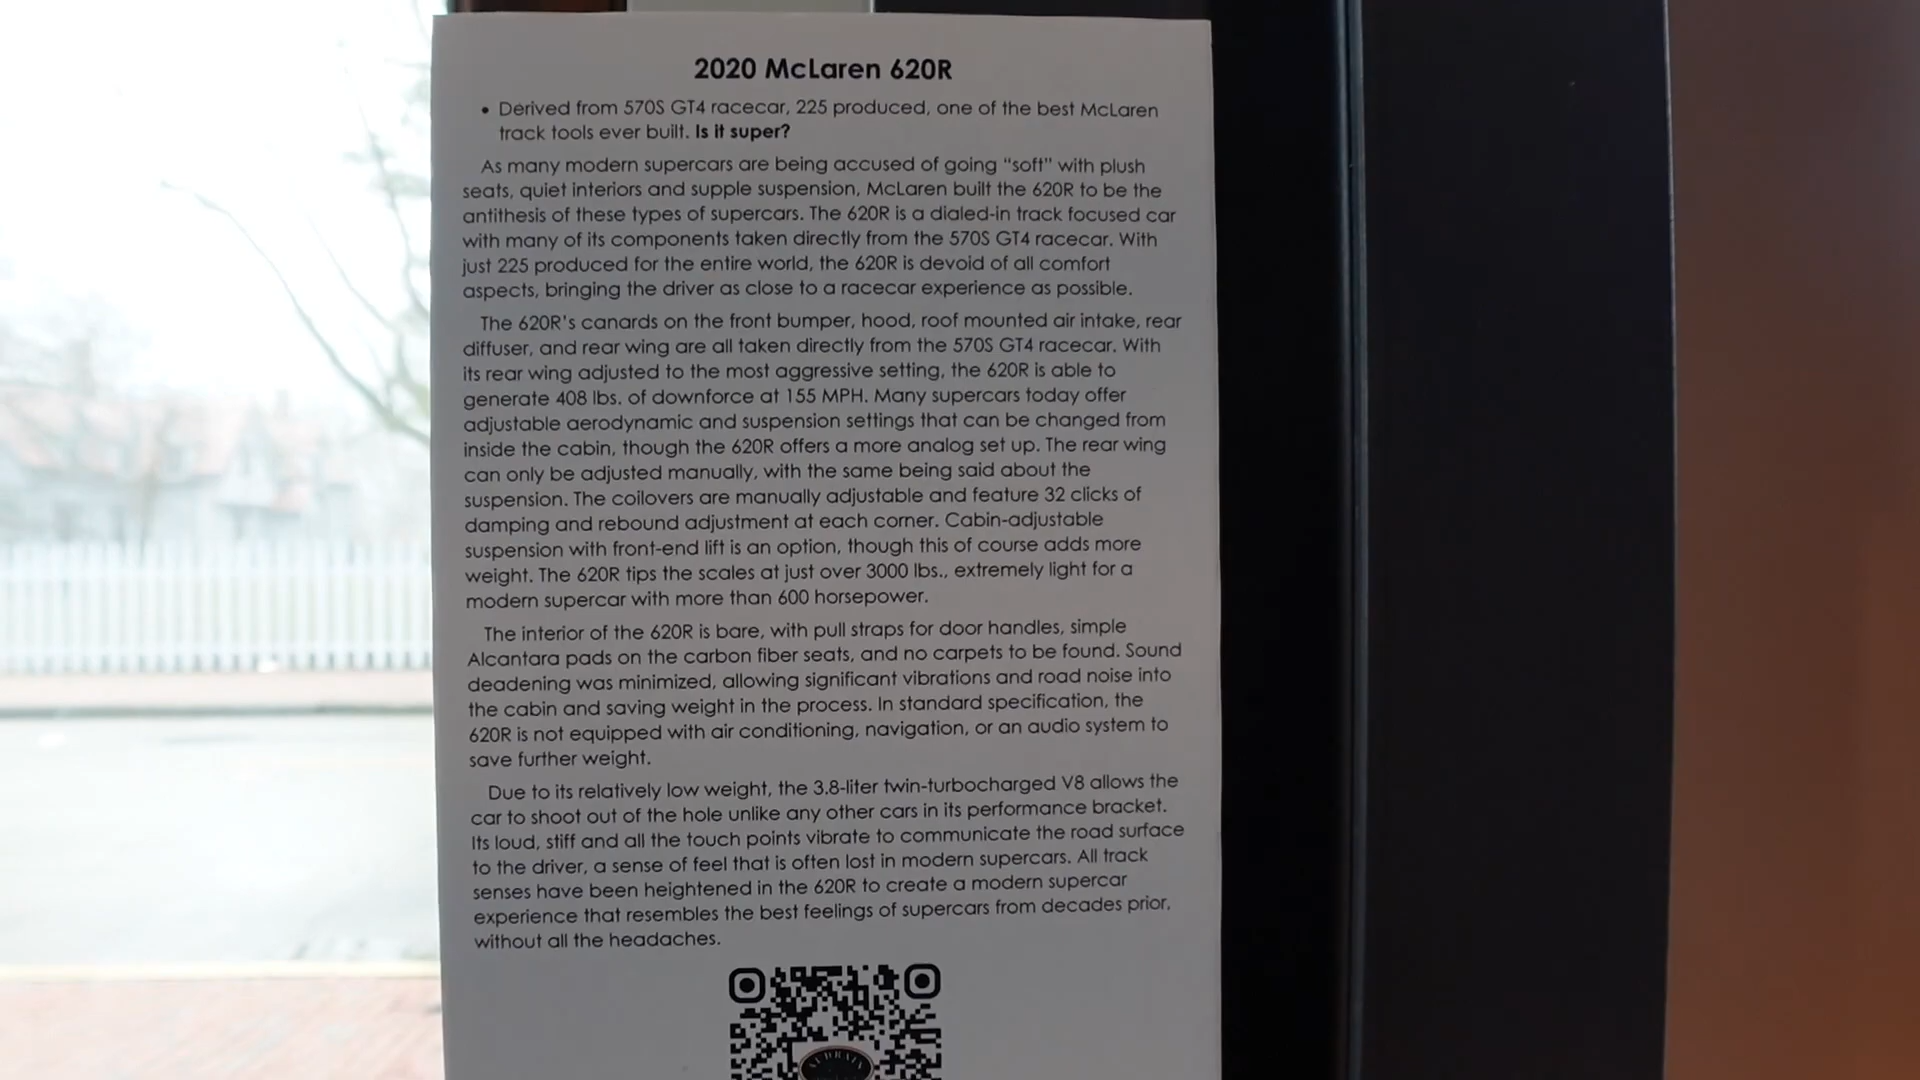 2020 McLaren 620R
• Derived from 570S GT4 racecar, 225 produced, one of the best McLaren
track tools ever built. Is it super?
As many modern supercars are being accused of going "soft" with plush
seats, quiet interiors and supple suspension, McLaren built the 620R to be the
antithesis of these types of supercars. The 620R is a dialed-in track focused car
with many of its components taken directly from the 570S GT4 racecar. With
just 225 produced for the entire world, the 620R is devoid of all comfort
aspects, bringing the driver as close to a racecar experience as possible.
The 620R's canards on the front bumper, hood, roof mounted air intake, rear
diffuser, and rear wing are all taken directly from the 570S GT4 racecar. With
its rear wing adjusted to the most aggressive setting, the 620R is able to
generate 408 lbs. of downforce at 155 MPH. Many supercars today offer
adjustable aerodynamic and suspension settings that can be changed from
inside the cabin, though the 620R offers a more analog set up. The rear wing
can only be adjusted manually, with the same being said about the
suspension. The coilovers are manually adjustable and feature 32 clicks of
damping and rebound adjustment at each corner. Cabin-adjustable
suspension with front-end lift is an option, though this of course adds more
weight. The 620R tips the scales at just over 3000 lbs., extremely light for a
modern supercar with more than 600 horsepower.
The interior of the 620R is bare, with pull straps for door handles, simple
Alcantara pads on the carbon fiber seats, and no carpets to be found. Sound
deadening was minimized, allowing significant vibrations and road noise into
the cabin and saving weight in the process. In standard specification, the
620R is not equipped with air conditioning, navigation, or an audio system to
save further weight.
Due to its relatively low weight, the 3.8-liter twin-turbocharged V8 allows the
car to shoot out of the hole unlike any other cars in its performance bracket.
Its loud, stiff and all the touch points vibrate to communicate the road surface
to the driver, a sense of feel that is often lost in modern supercars. All track
senses have been heightened in the 620R to create a modern supercar
experience that resembles the best feelings of supercars from decades prior,
without all the headaches.
AUDRAIN